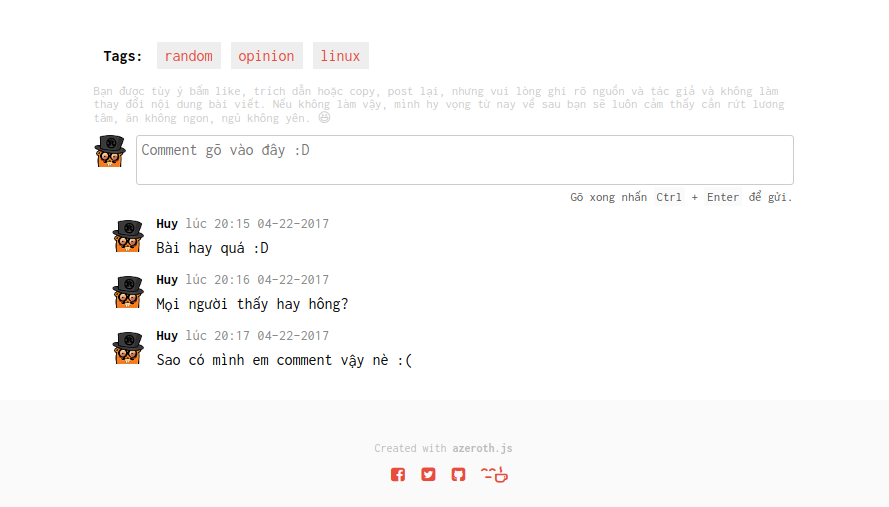 Tags: random opinion linux
Bạn được tùy ý bấm like, trích dẫn hoặc copy, post lại, nhưng vui lòng ghi rõ nguồn và tác giả và không làm
thay đổi nội dung bài viết. Nếu không làm vậy, mình hy vọng từ nay về sau bạn sẽ luôn cảm thấy cắn rứt lương
tâm, ăn không ngon, ngủ không yên. 😆
Comment gõ vào đây :D
Gõ xong nhấn Ctrl + Enter để gửi.
Huy lúc 20:15 04-22-2017
Bài hay quá :D
Huy lúc 20:16 04-22-2017
Mọi người thấy hay hông?
Huy lúc 20:17 04-22-2017
Sao có mình em comment vậy nè :(
Created with azeroth.js